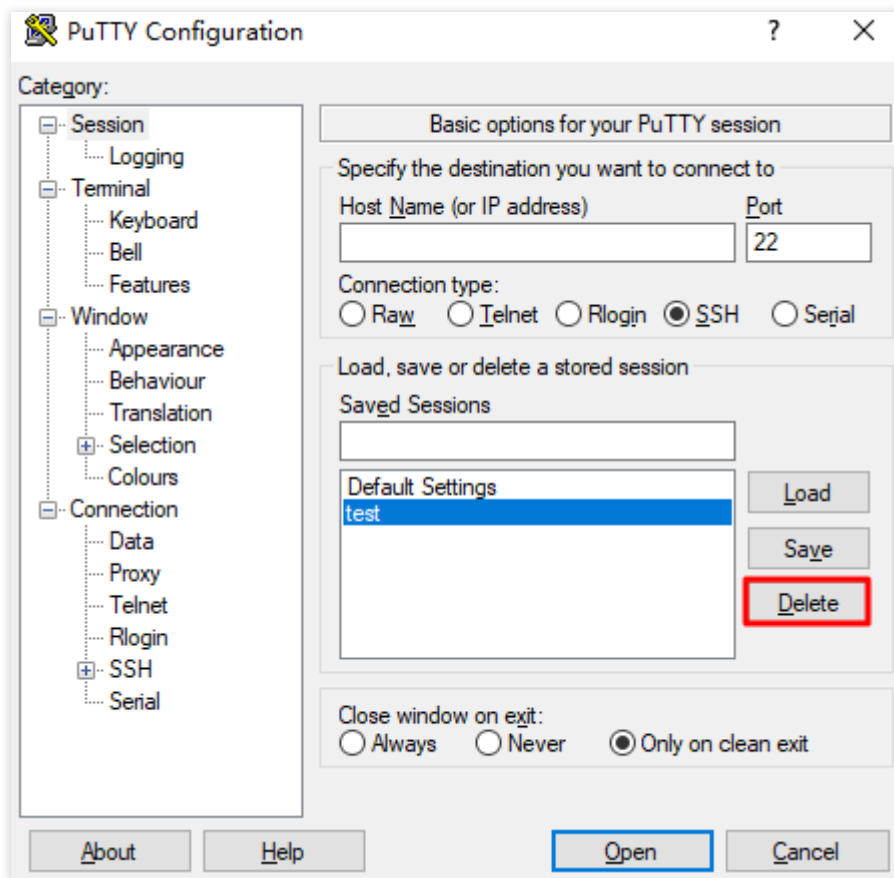 PuTTY Configuration
?
Category:
Session
Logging
Terminal
Keyboard
Bell
Features
Window
Appearance
Behaviour
Translation
Selection
Colours
Connection
Data
Proxy
Telnet
Rlogin
SSH
Serial
Basic options for your PuTTY session
Specify the destination you want to connect to
Host Name (or IP address) Port
22
Connection type:
Raw Telnet Rlogin SSH Serial
Load, save or delete a stored session
Saved Sessions
Default Settings
test
Load
Save
Delete
Close window on exit:
Always Never Only on clean exit
About Help Open Cancel